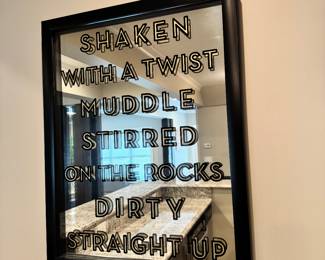 SHAKEN
WITH A TWIST
MUDDLE
STIRRED
ON THE ROCKS
DIRTY
STRAIGHT UP